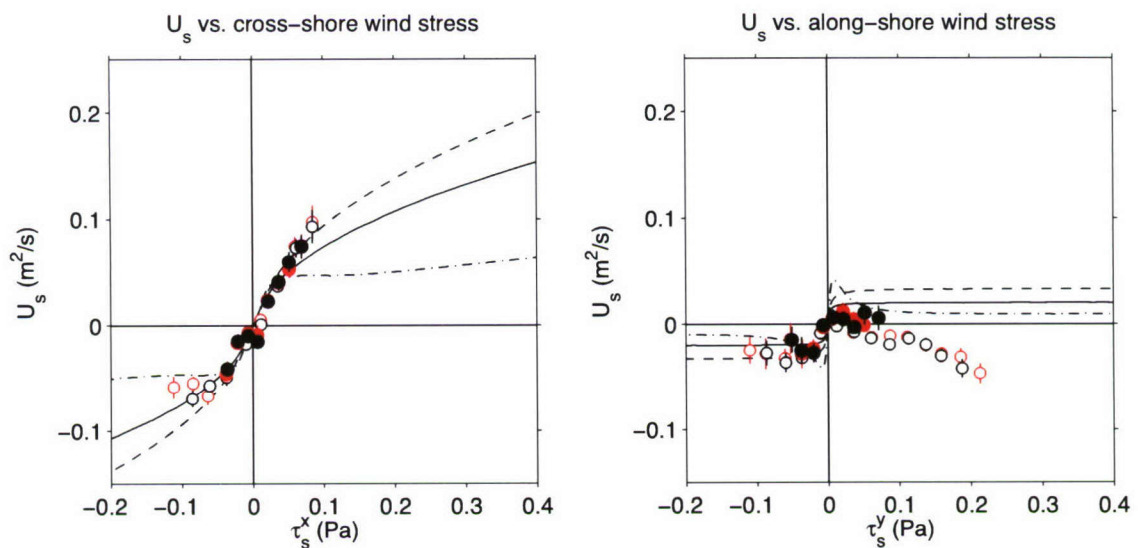 U_s vs. cross−shore wind stress
U_s vs. along−shore wind stress
U_s (m²/s)
0.2
0.1
0
−0.1
−0.2 −0.1 0 0.1 0.2 0.3 0.4
τ_s^x (Pa)
U_s (m²/s)
0.2
0.1
0
−0.1
−0.2 −0.1 0 0.1 0.2 0.3 0.4
τ_s^y (Pa)